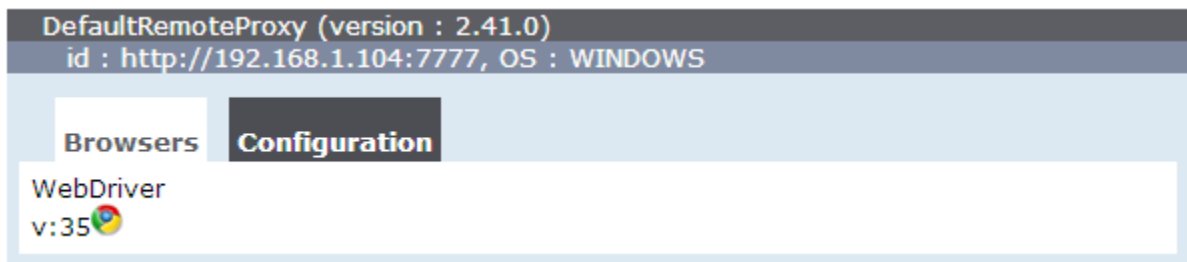 DefaultRemoteProxy (version : 2.41.0)
id : http://192.168.1.104:7777, OS : WINDOWS
Browsers Configuration
WebDriver
v:35